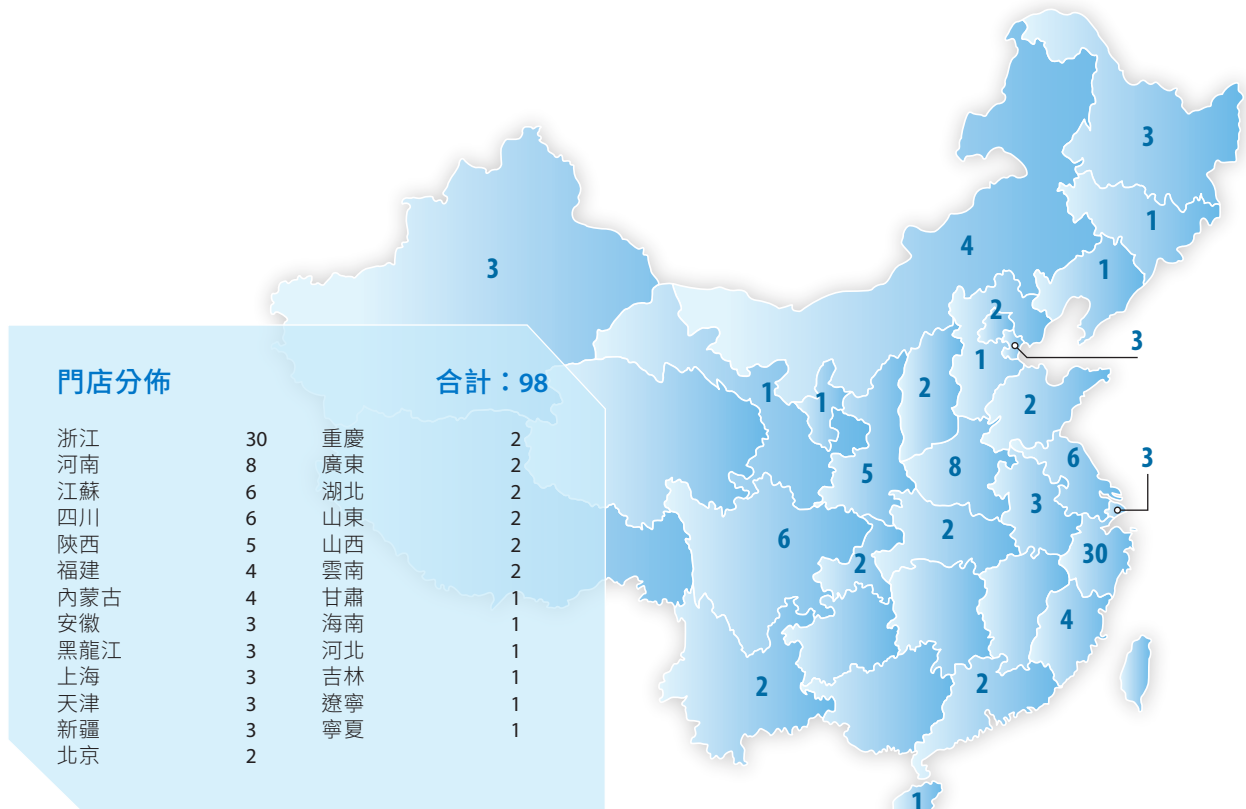 門店分佈 合計：98
浙江 30 重慶 2
河南 8 廣東 2
江蘇 6 湖北 2
四川 6 山東 2
陝西 5 山西 2
福建 4 雲南 2
內蒙古 4 甘肅 1
安徽 3 海南 1
黑龍江 3 河北 1
上海 3 吉林 1
天津 3 遼寧 1
新疆 3 寧夏 1
北京 2
3
1
4
3
1
2
3
1
1
2
1
2
6
3
5
8
3
2
6
2
30
4
2
2
1